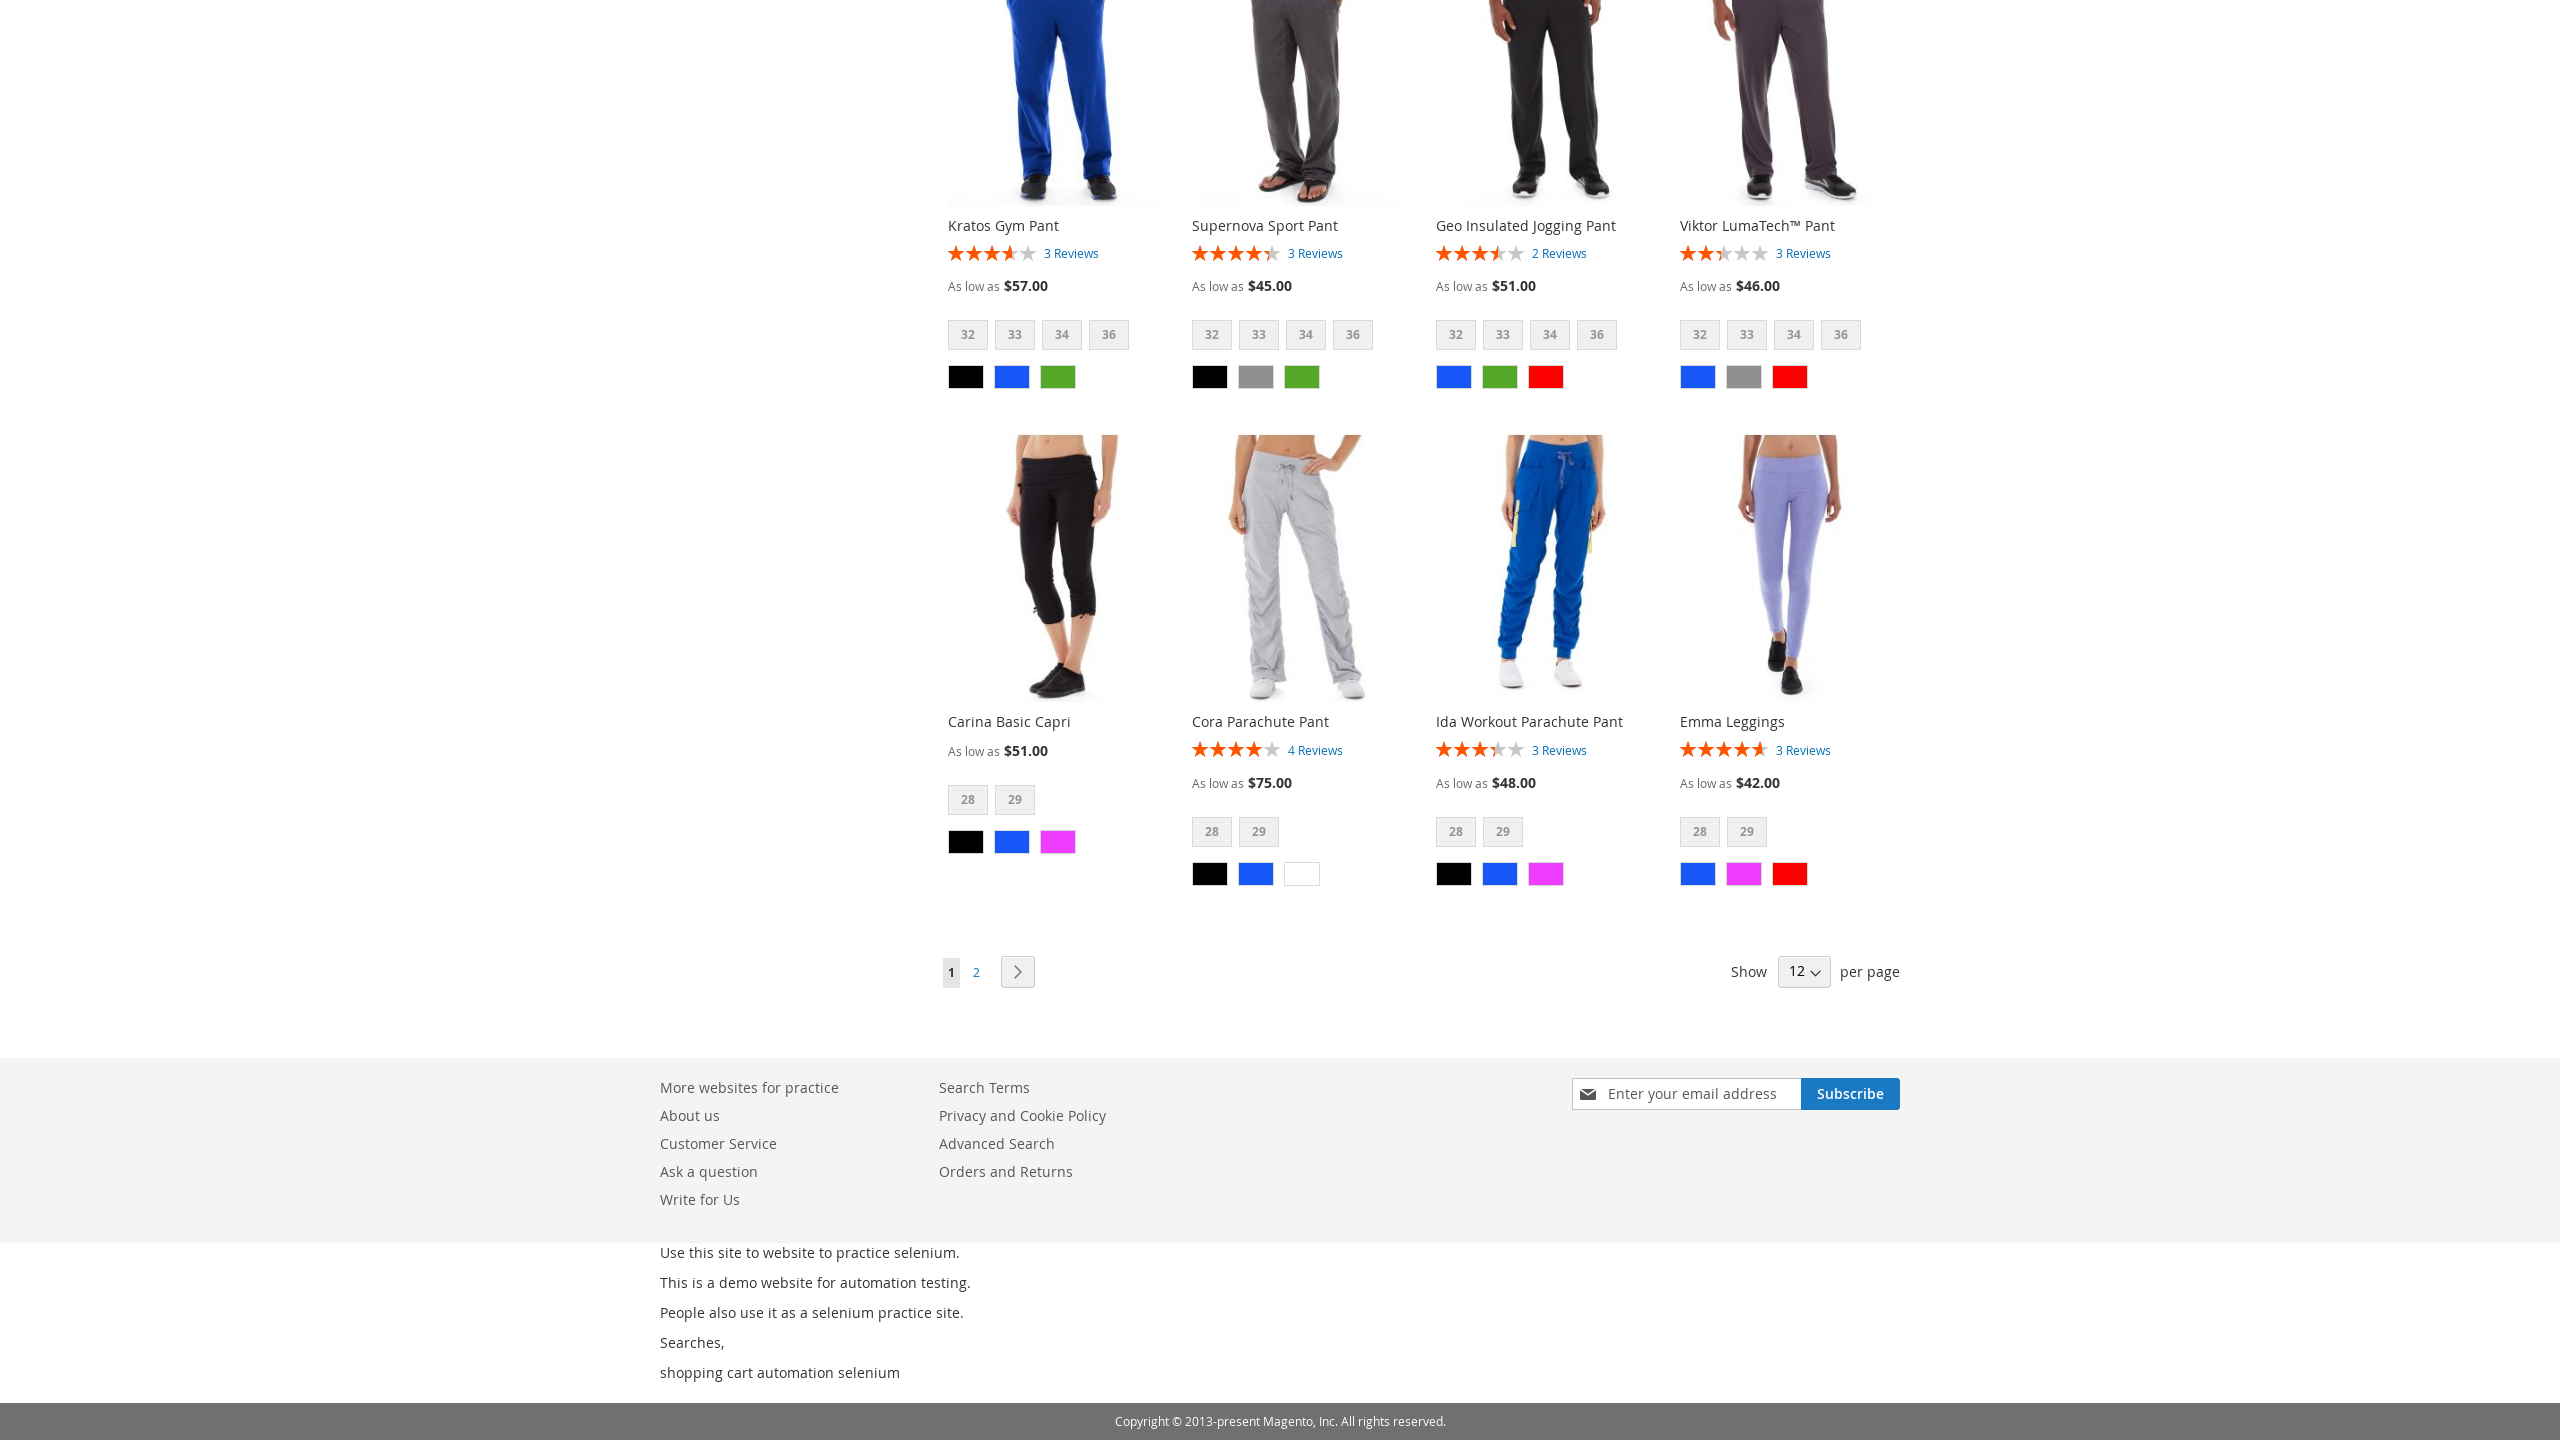 Kratos Gym Pant
3 Reviews
As low as $57.00
32 33 34 36
Supernova Sport Pant
3 Reviews
As low as $45.00
32 33 34 36
Geo Insulated Jogging Pant
2 Reviews
As low as $51.00
32 33 34 36
Viktor LumaTech™ Pant
3 Reviews
As low as $46.00
32 33 34 36
Carina Basic Capri
As low as $51.00
28 29
Cora Parachute Pant
4 Reviews
As low as $75.00
28 29
Ida Workout Parachute Pant
3 Reviews
As low as $48.00
28 29
Emma Leggings
3 Reviews
As low as $42.00
28 29
1 2
Show 12 per page
More websites for practice
About us
Customer Service
Ask a question
Write for Us
Search Terms
Privacy and Cookie Policy
Advanced Search
Orders and Returns
Enter your email address
Subscribe
Use this site to website to practice selenium.
This is a demo website for automation testing.
People also use it as a selenium practice site.
Searches,
shopping cart automation selenium
Copyright © 2013-present Magento, Inc. All rights reserved.